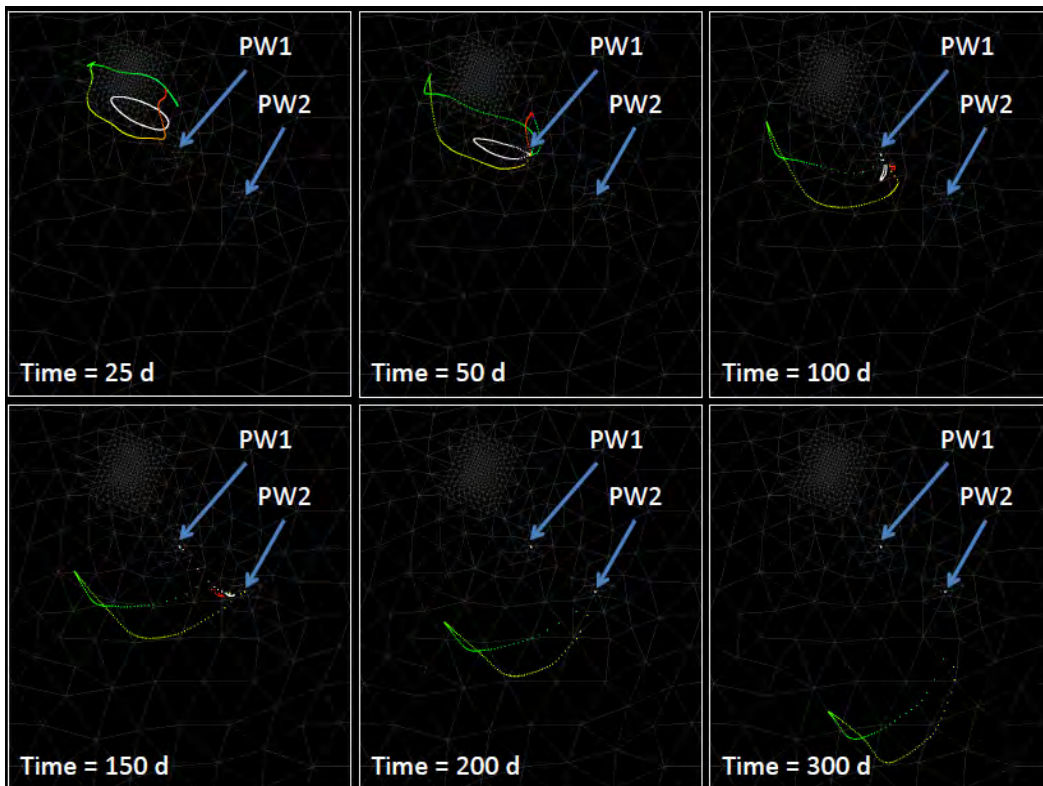 PW1
PW2
Time = 25 d
PW1
PW2
Time = 50 d
PW1
PW2
Time = 100 d
PW1
PW2
Time = 150 d
PW1
PW2
Time = 200 d
PW1
PW2
Time = 300 d